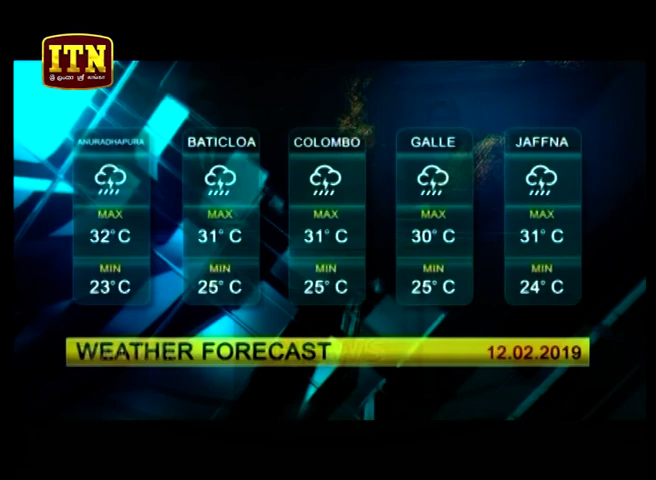 ITN
ශ්‍රී ලංකා ஸ்ரீ லங்கா
ANURADHAPURA
MAX
32° C
MIN
23° C
BATICLOA
MAX
31° C
MIN
25° C
COLOMBO
MAX
31° C
MIN
25° C
GALLE
MAX
30° C
MIN
25° C
JAFFNA
MAX
31° C
MIN
24° C
WEATHER FORECAST
12.02.2019